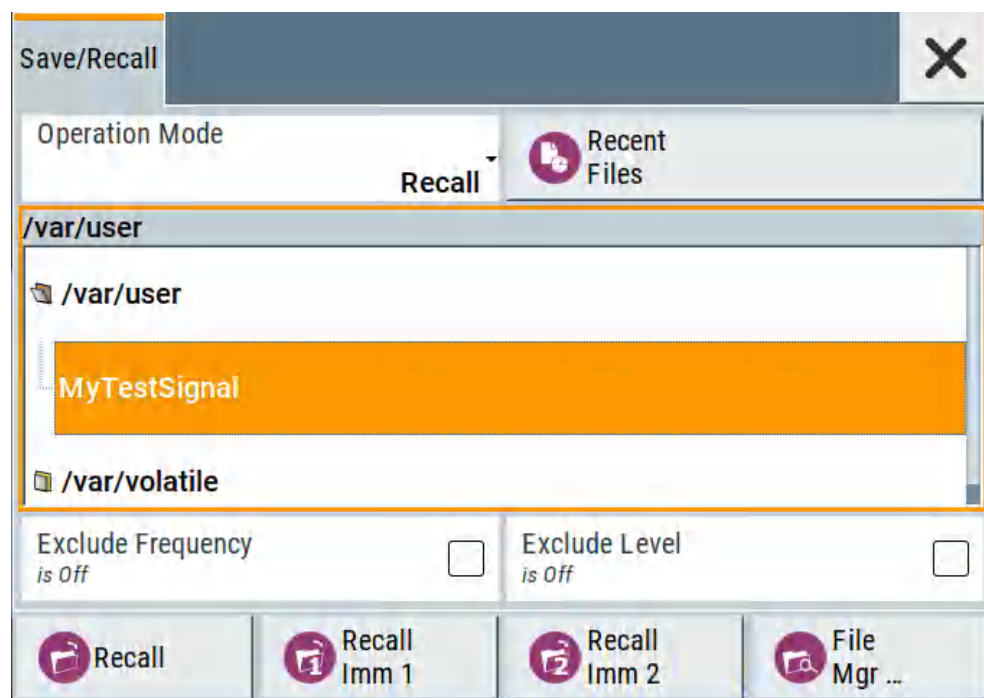 Save/Recall
Operation Mode
Recall
Recent
Files
/var/user
/var/user
MyTestSignal
/var/volatile
Exclude Frequency
is Off
Exclude Level
is Off
Recall
Recall
Imm 1
Recall
Imm 2
File
Mgr ...